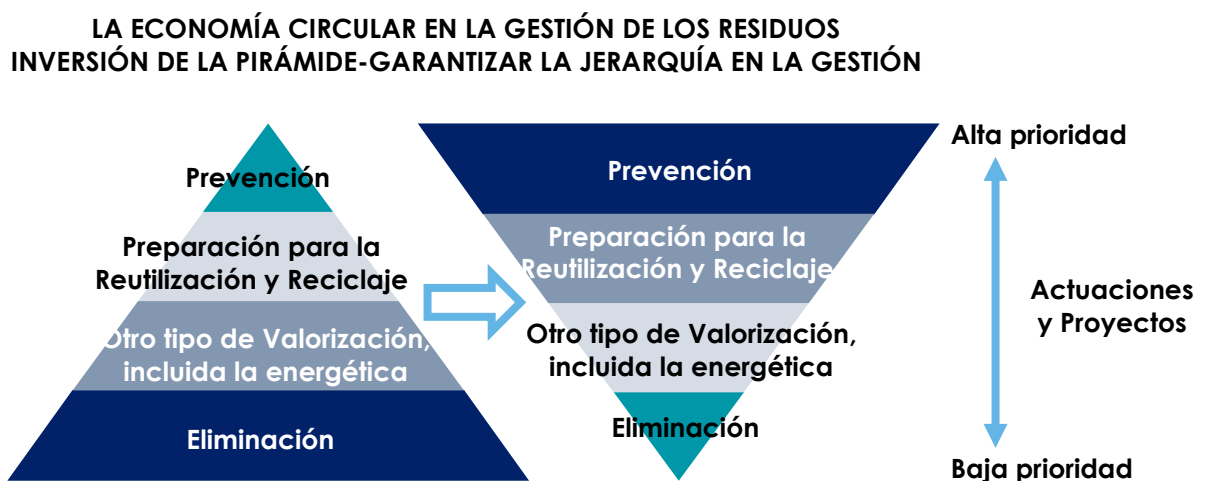 LA ECONOMÍA CIRCULAR EN LA GESTIÓN DE LOS RESIDUOS
INVERSIÓN DE LA PIRÁMIDE-GARANTIZAR LA JERARQUÍA EN LA GESTIÓN
Prevención
Preparación para la
Reutilización y Reciclaje
Otro tipo de Valorización,
incluida la energética
Eliminación
Prevención
Preparación para la
Reutilización y Reciclaje
Otro tipo de Valorización,
incluida la energética
Eliminación
Alta prioridad
Actuaciones
y Proyectos
Baja prioridad